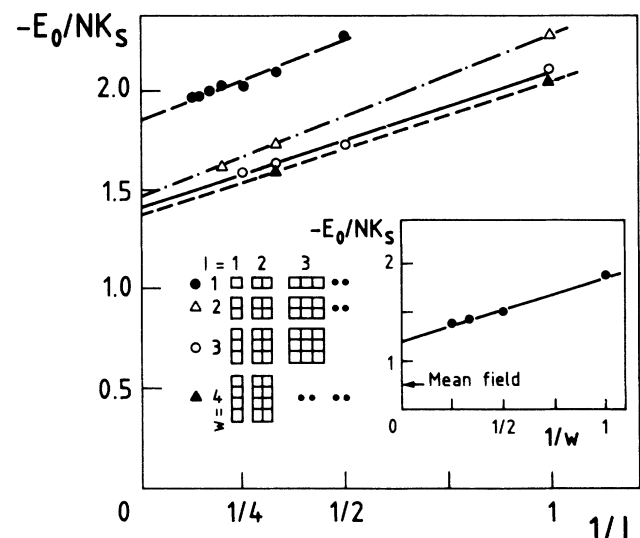 -E₀/NKₛ
2.0
1.5
1.0
0.5
0
1/4
1/2
1
1/l
l = 1 2 3
1
2
3
4
w =
-E₀/NKₛ
2
1
Mean field
0
1/2
1/w
1